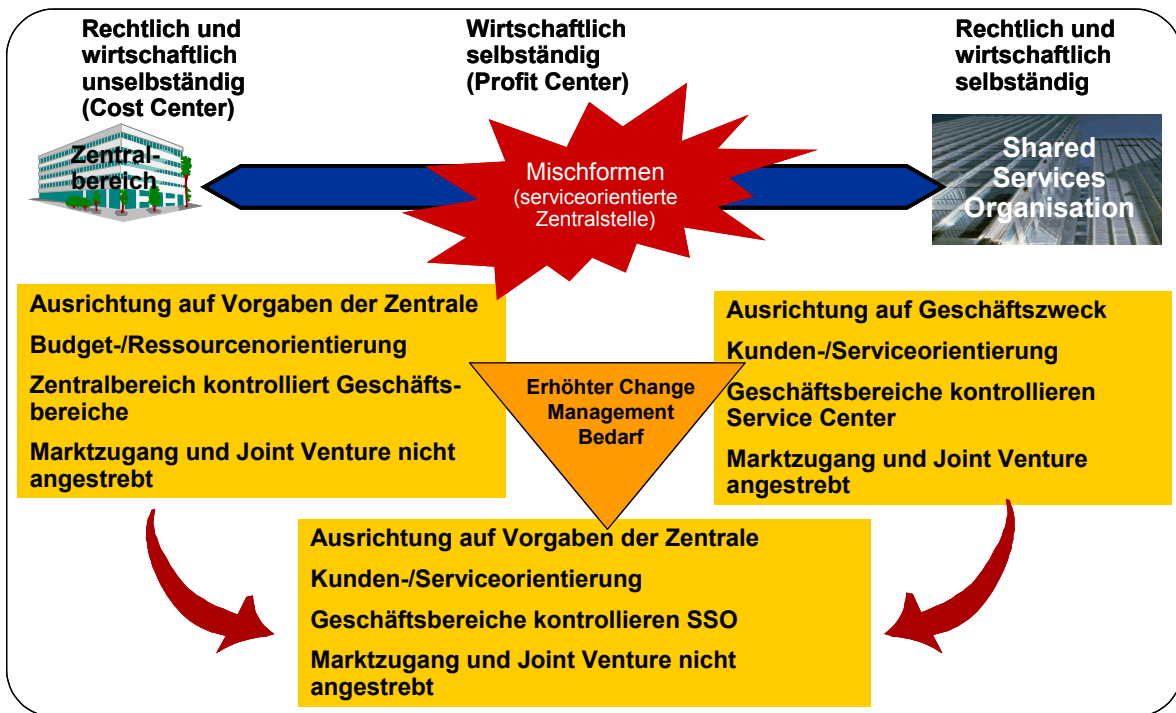 Rechtlich und
wirtschaftlich
unselbständig
(Cost Center)
Wirtschaftlich
selbständig
(Profit Center)
Rechtlich und
wirtschaftlich
selbständig
Zentral-
bereich
Mischformen
(serviceorientierte
Zentralstelle)
Shared
Services
Organisation
Ausrichtung auf Vorgaben der Zentrale
Budget-/Ressourcenorientierung
Zentralbereich kontrolliert Geschäfts-
bereiche
Marktzugang und Joint Venture nicht
angestrebt
Erhöhter Change
Management
Bedarf
Ausrichtung auf Geschäftszweck
Kunden-/Serviceorientierung
Geschäftsbereiche kontrollieren
Service Center
Marktzugang und Joint Venture
angestrebt
Ausrichtung auf Vorgaben der Zentrale
Kunden-/Serviceorientierung
Geschäftsbereiche kontrollieren SSO
Marktzugang und Joint Venture nicht
angestrebt